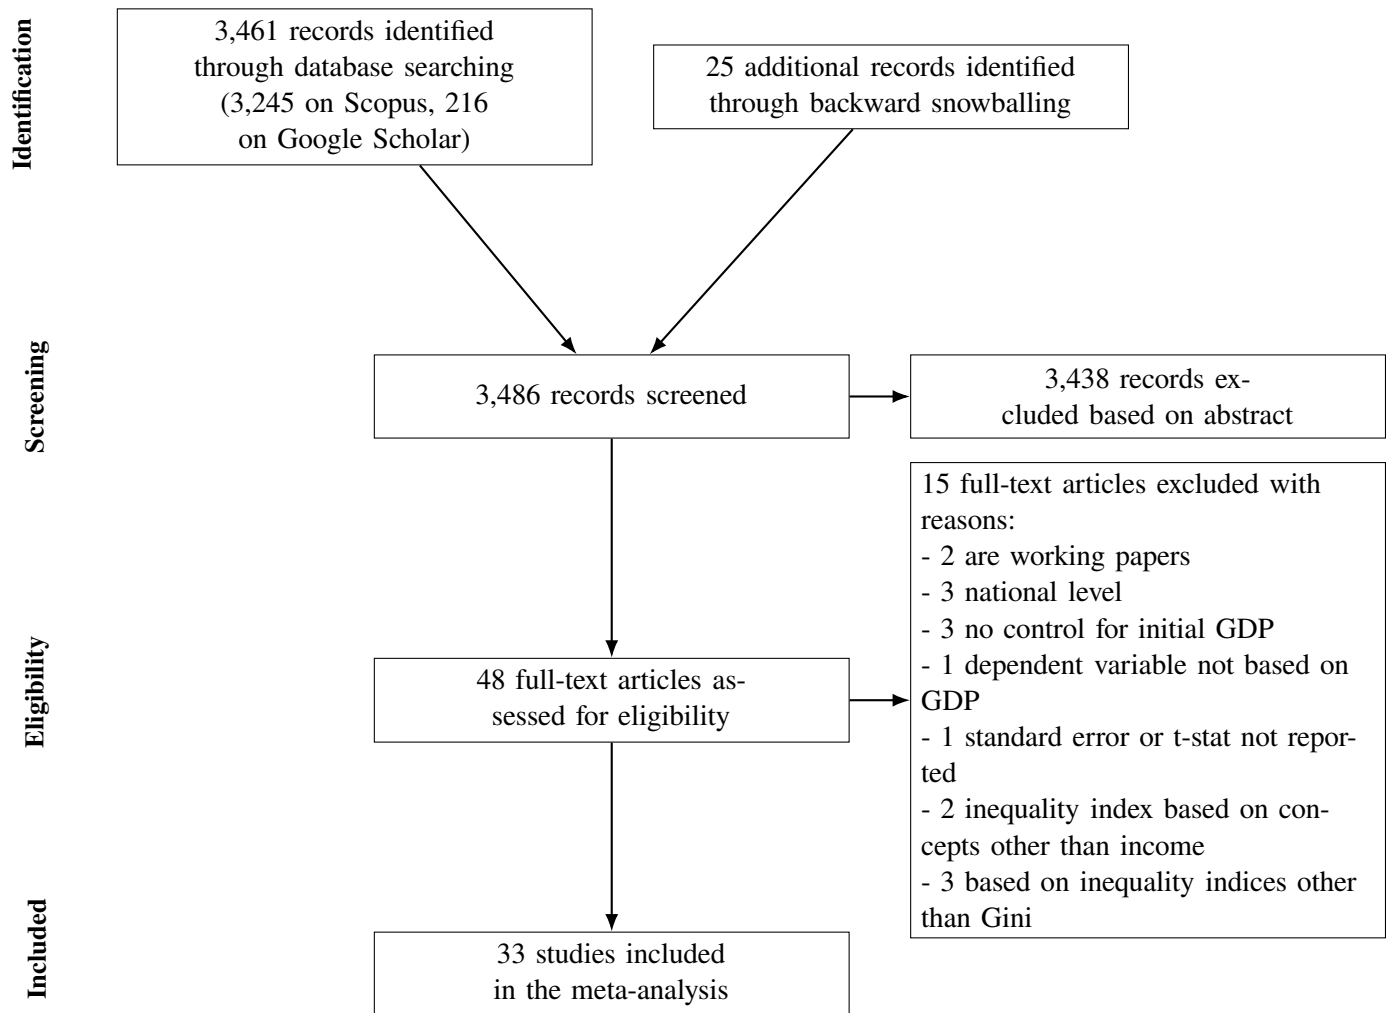 Identification
3,461 records identified
through database searching
(3,245 on Scopus, 216
on Google Scholar)
25 additional records identified
through backward snowballing
Screening
3,486 records screened
3,438 records ex-
cluded based on abstract
Eligibility
48 full-text articles as-
sessed for eligibility
15 full-text articles excluded with
reasons:
- 2 are working papers
- 3 national level
- 3 no control for initial GDP
- 1 dependent variable not based on
GDP
- 1 standard error or t-stat not repor-
ted
- 2 inequality index based on con-
cepts other than income
- 3 based on inequality indices other
than Gini
Included
33 studies included
in the meta-analysis